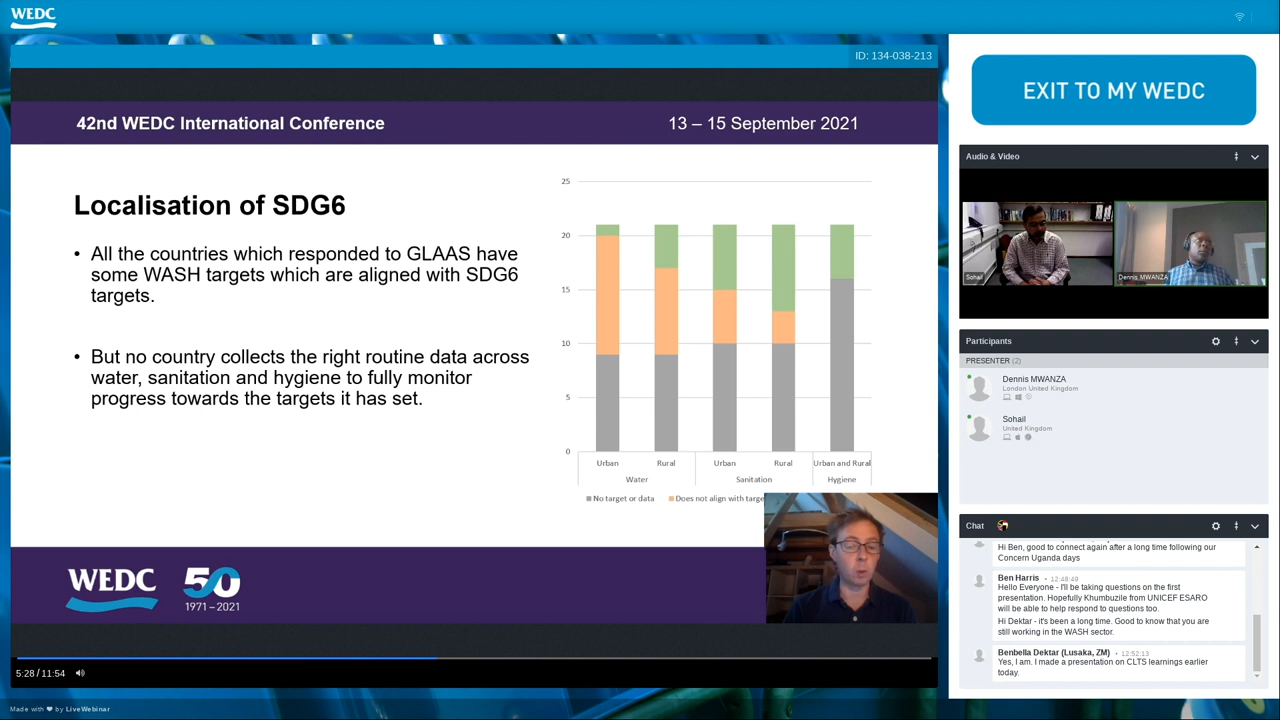 WEDC
ID: 134-038-213
EXIT TO MY WEDC
42nd WEDC International Conference
13 – 15 September 2021
Localisation of SDG6
• All the countries which responded to GLAAS have
some WASH targets which are aligned with SDG6
targets.
• But no country collects the right routine data across
water, sanitation and hygiene to fully monitor
progress towards the targets it has set.
25
20
15
10
5
0
Urban
Rural
Urban
Rural
Urban and Rural
Water
Sanitation
Hygiene
No target or data
Does not align with targe
WEDC
50
1971–2021
5:28 / 11:54
Made with ❤ by LiveWebinar
Audio & Video
Sohail
Dennis MWANZA
Participants
PRESENTER (2)
Dennis MWANZA
London United Kingdom
Sohail
United Kingdom
Chat
Hi Ben, good to connect again after a long time following our
Concern Uganda days
Ben Harris • 12:48:49
Hello Everyone - I'll be taking questions on the first
presentation. Hopefully Khumbuzile from UNICEF ESARO
will be able to help respond to questions too.
Hi Dektar - it's been a long time. Good to know that you are
still working in the WASH sector.
Benbella Dektar (Lusaka, ZM) • 12:52:13
Yes, I am. I made a presentation on CLTS learnings earlier
today.